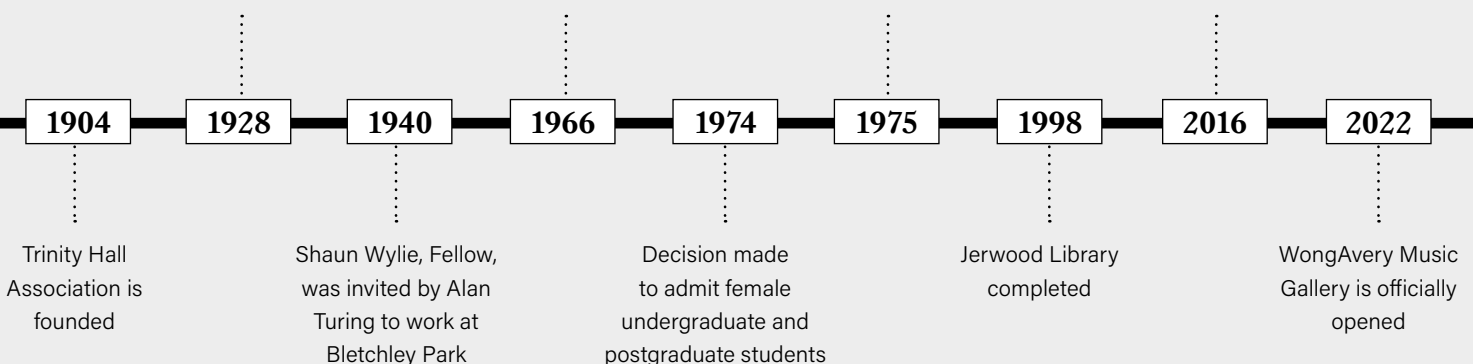 1904
1928
1940
1966
1974
1975
1998
2016
2022
Trinity Hall
Association is
founded
Shaun Wylie, Fellow,
was invited by Alan
Turing to work at
Bletchley Park
Decision made
to admit female
undergraduate and
postgraduate students
Jerwood Library
completed
WongAvery Music
Gallery is officially
opened